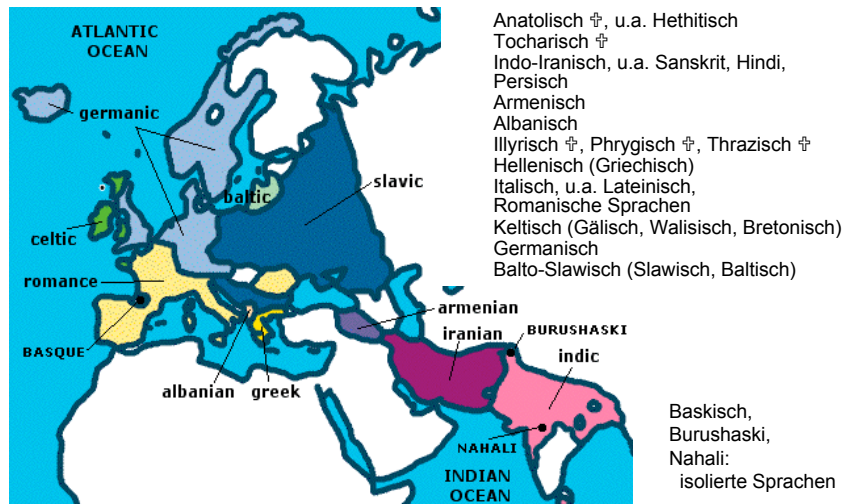 ATLANTIC
OCEAN
germanic
baltic
slavic
celtic
romance
BASQUE
albanian
greek
armenian
iranian
BURUSHASKI
indic
NAHALI
INDIAN
OCEAN
Anatolisch ✞, u.a. Hethitisch
Tocharisch ✞
Indo-Iranisch, u.a. Sanskrit, Hindi,
Persisch
Armenisch
Albanisch
Illyrisch ✞, Phrygisch ✞, Thrazisch ✞
Hellenisch (Griechisch)
Italisch, u.a. Lateinisch,
Romanische Sprachen
Keltisch (Gälisch, Walisisch, Bretonisch)
Germanisch
Balto-Slawisch (Slawisch, Baltisch)
Baskisch,
Burushaski,
Nahali:
isolierte Sprachen